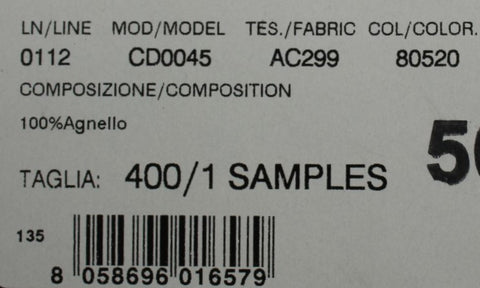 LN/LINE MOD/MODEL TES./FABRIC COL/COLOR.
0112 CD0045 AC299 80520
COMPOSIZIONE/COMPOSITION
100%Agnello
TAGLIA: 400/1 SAMPLES
135
8 058696 016579